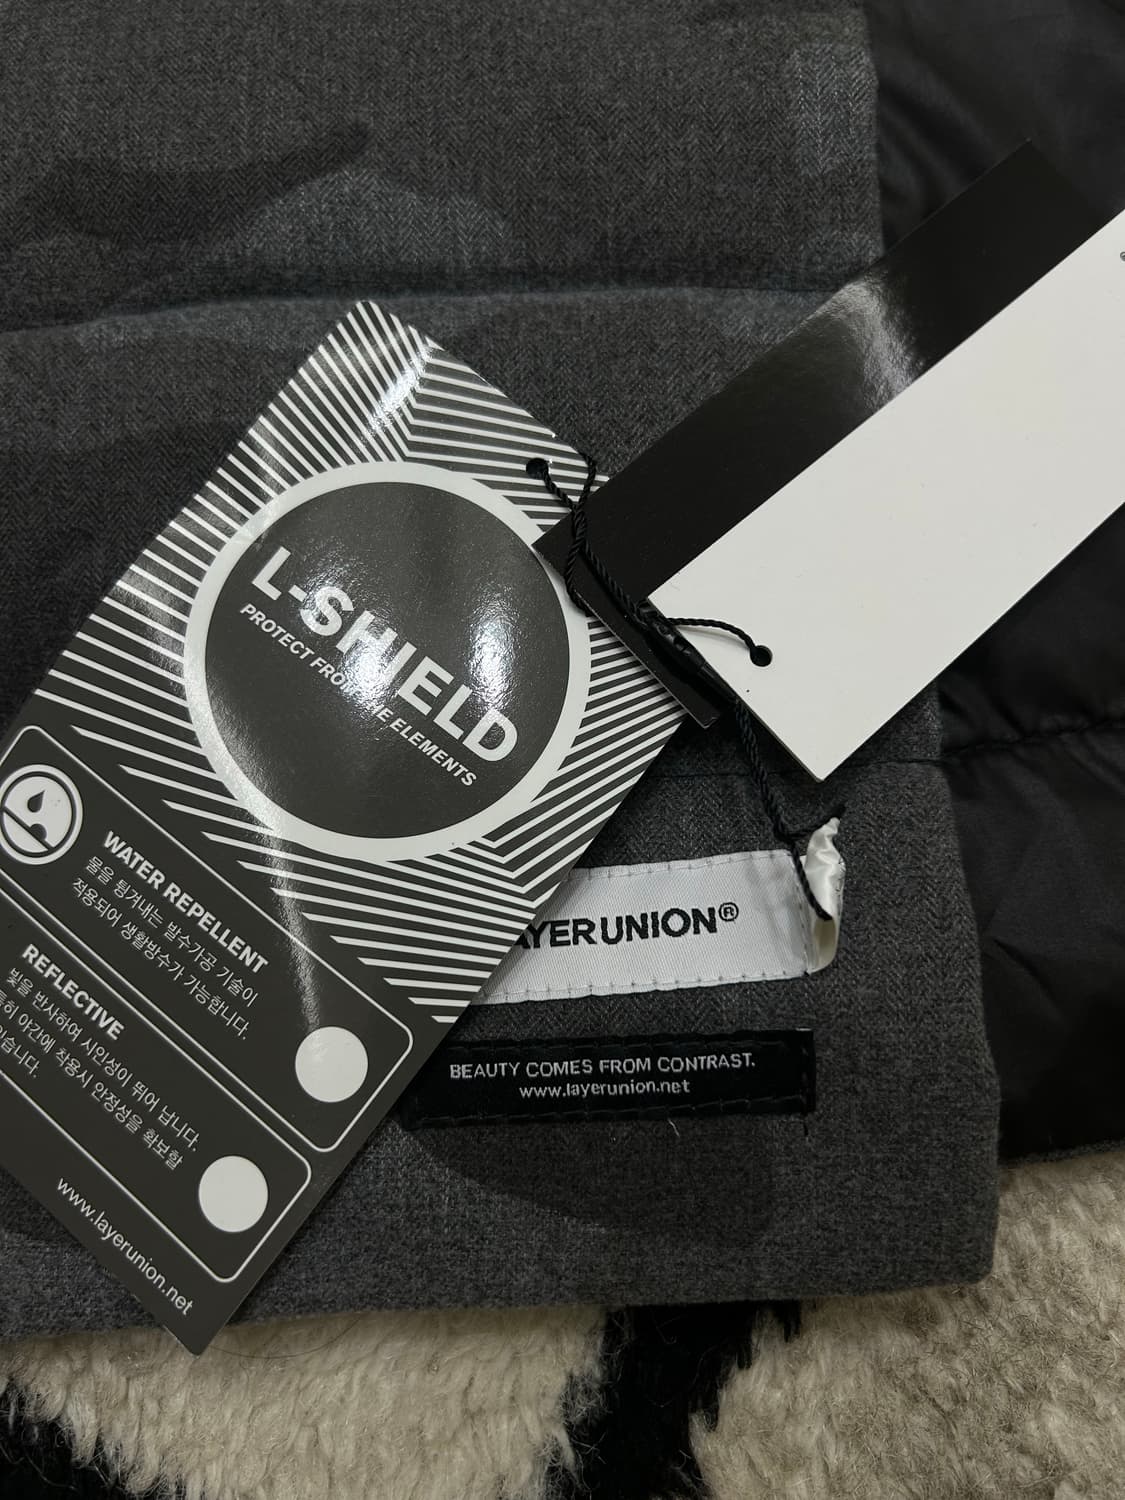 L-SHIELD
PROTECT FROM THE ELEMENTS
WATER REPELLENT
물을 튕겨내는 발수가공 기술이
적용되어 생활방수가 가능합니다.
REFLECTIVE
빛을 반사하여 시인성이 뛰어 납니다.
야간에 착용시 안정성을 확보할
www.layerunion.net
AYERUNION®
BEAUTY COMES FROM CONTRAST.
www.layerunion.net